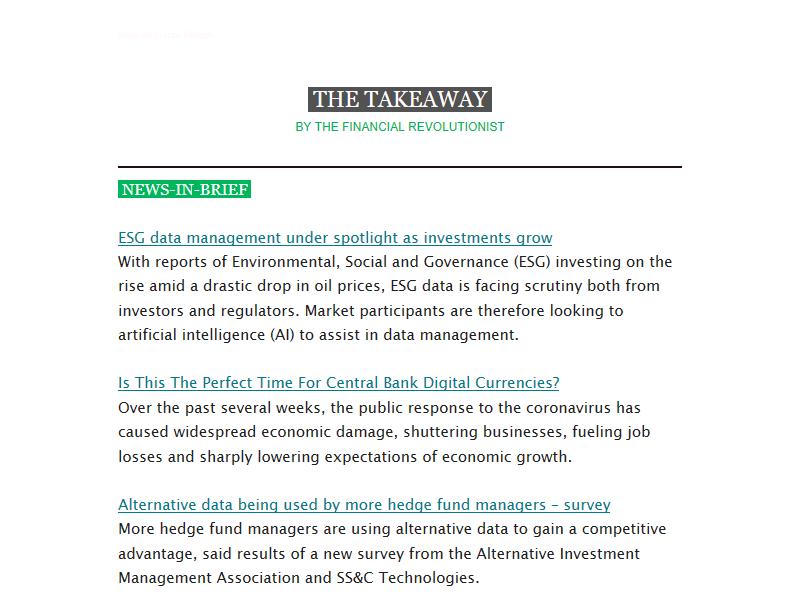 THE TAKEAWAY
BY THE FINANCIAL REVOLUTIONIST
NEWS-IN-BRIEF
ESG data management under spotlight as investments grow
With reports of Environmental, Social and Governance (ESG) investing on the
rise amid a drastic drop in oil prices, ESG data is facing scrutiny both from
investors and regulators. Market participants are therefore looking to
artificial intelligence (AI) to assist in data management.
Is This The Perfect Time For Central Bank Digital Currencies?
Over the past several weeks, the public response to the coronavirus has
caused widespread economic damage, shuttering businesses, fueling job
losses and sharply lowering expectations of economic growth.
Alternative data being used by more hedge fund managers – survey
More hedge fund managers are using alternative data to gain a competitive
advantage, said results of a new survey from the Alternative Investment
Management Association and SS&C Technologies.